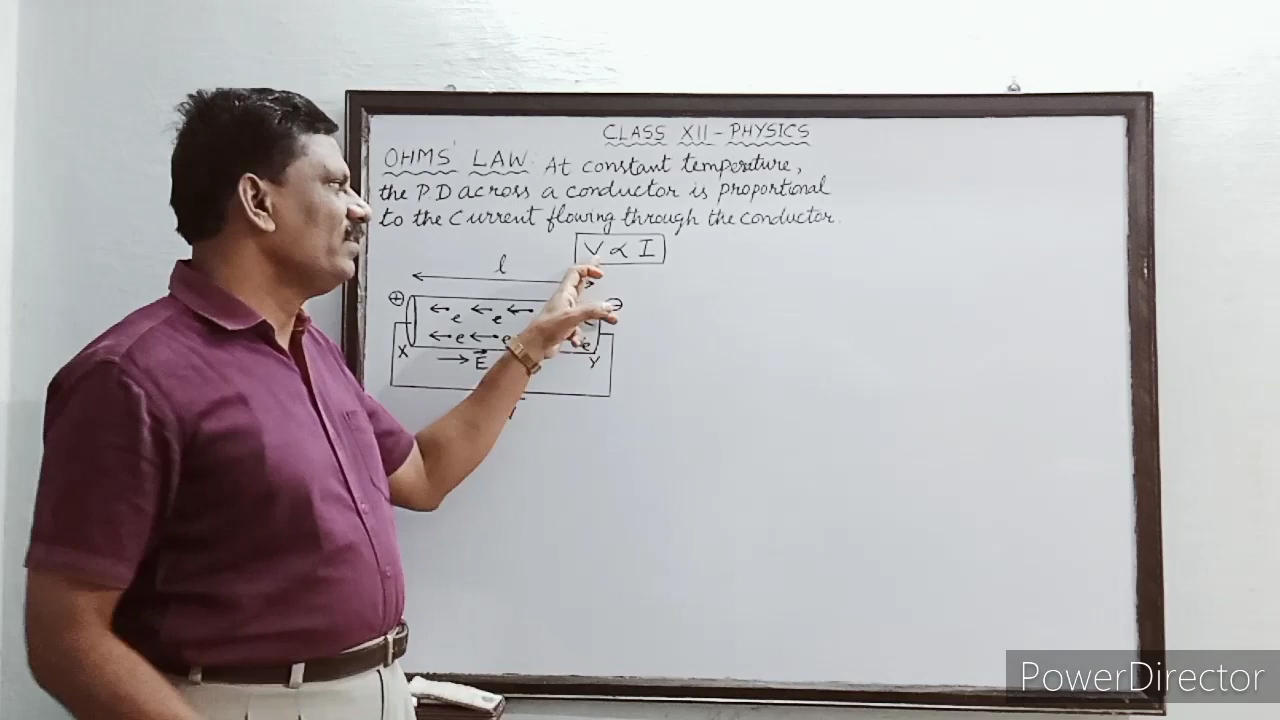 CLASS XII - PHYSICS
OHMS' LAW: At constant temperature,
the P.D across a conductor is proportional
to the current flowing through the conductor.
V ∝ I
l
⊕ e e ⊖
e e e
X E Y
PowerDirector